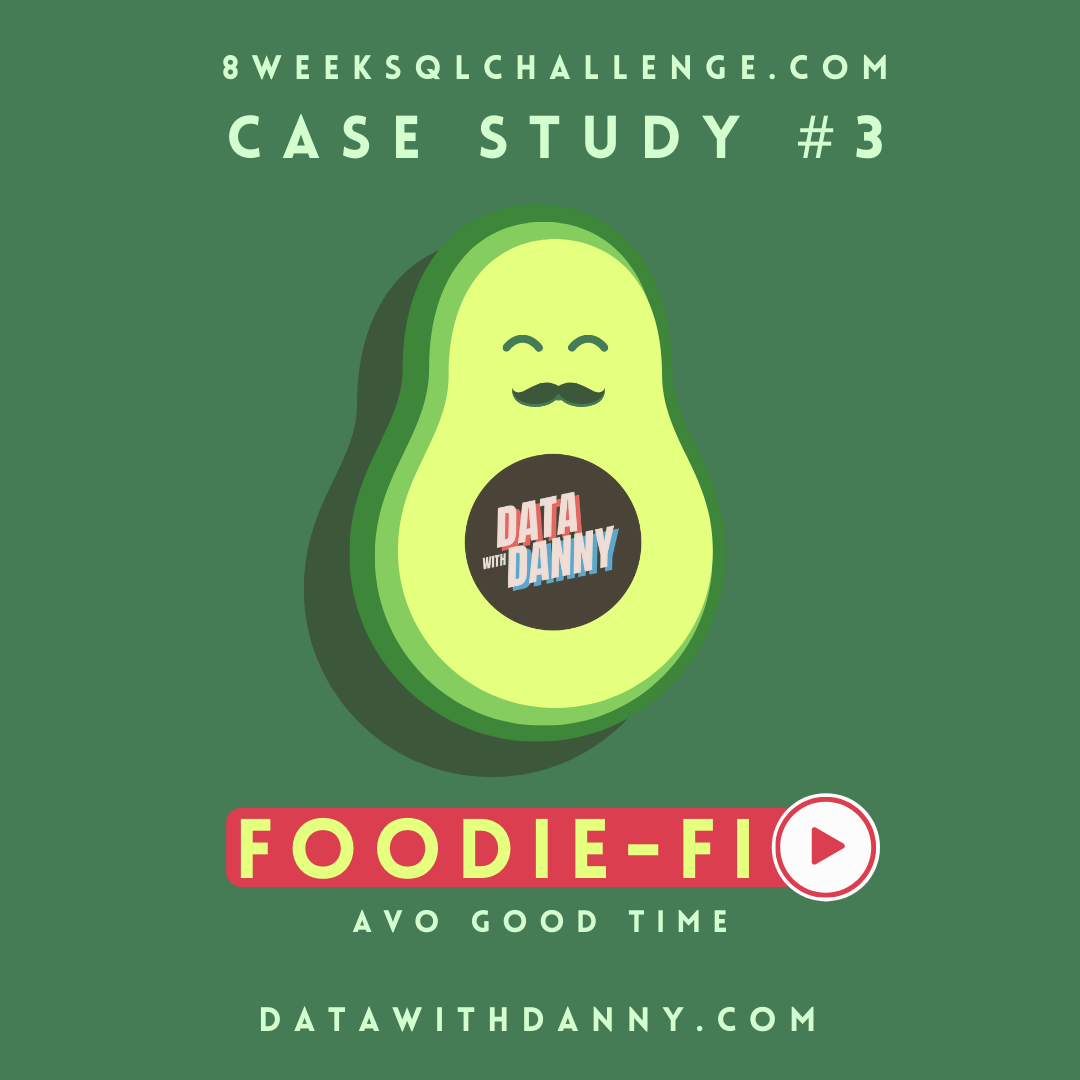 8WEEKSQLCHALLENGE.COM
CASE STUDY #3
DATA
WITH DANNY
FOODIE-FI
AVO GOOD TIME
DATAWITHDANNY.COM